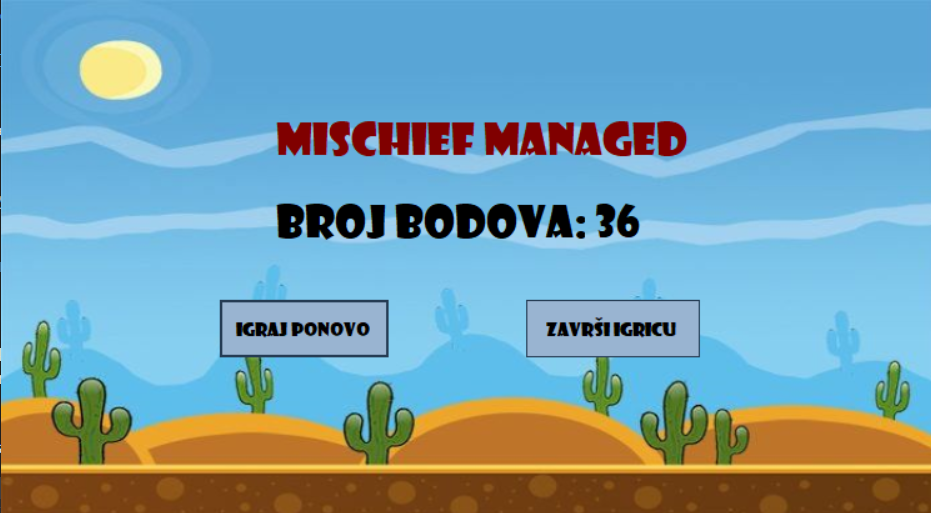 MISCHIEF MANAGED
BROJ BODOVA: 36
IGRAJ PONOVO
ZAVRŠI IGRICU